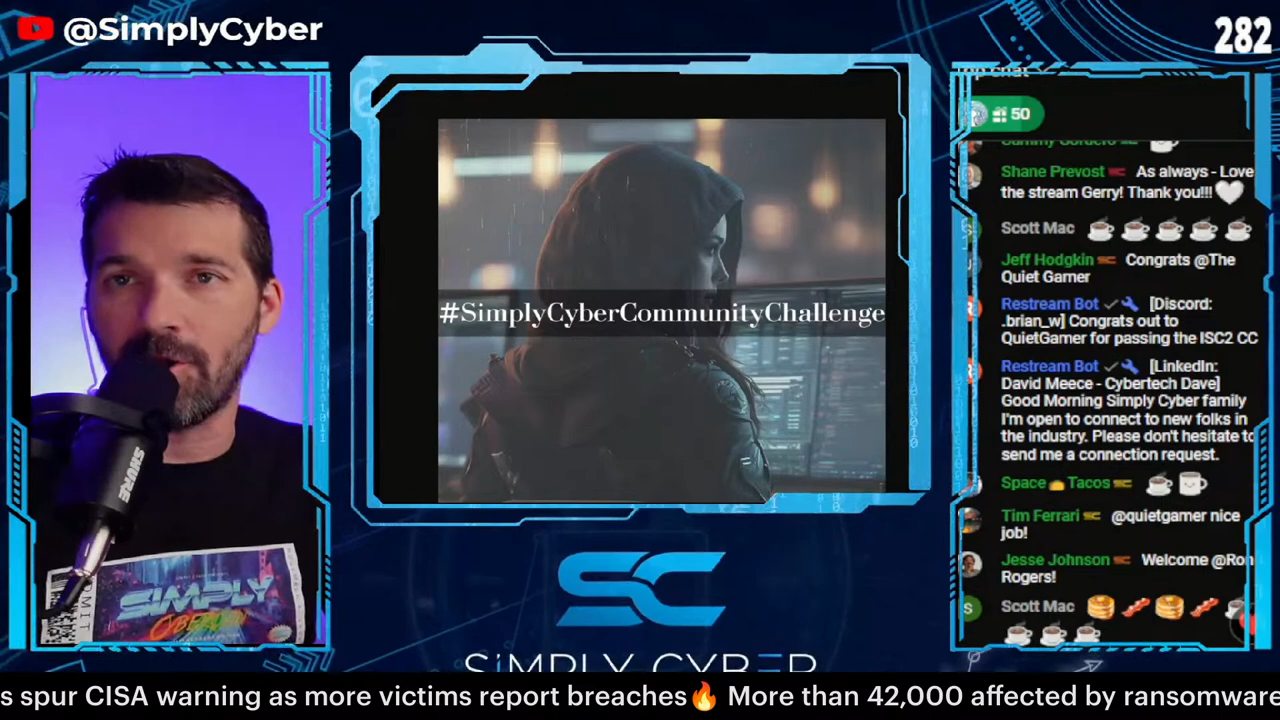 @SimplyCyber
282
#SimplyCyberCommunityChallenge
Top chat
50
Shane Prevost As always - Love
the stream Gerry! Thank you!!!
Scott Mac
Jeff Hodgkin Congrats @The
Quiet Gamer
Restream Bot [Discord:
.brian_w] Congrats out to
QuietGamer for passing the ISC2 CC
Restream Bot [LinkedIn:
David Meece - Cybertech Dave]
Good Morning Simply Cyber family
I'm open to connect to new folks in
the industry. Please don't hesitate to
send me a connection request.
Space Tacos
Tim Ferrari @quietgamer nice
job!
Jesse Johnson Welcome @Ron
Rogers!
Scott Mac
SHURE
SIMPLY
SC
SIMPLY CYBER
s spur CISA warning as more victims report breaches🔥 More than 42,000 affected by ransomware